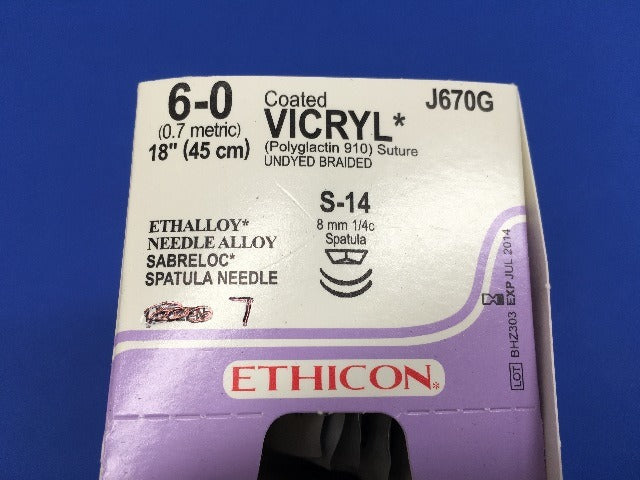 6-0
(0.7 metric)
18" (45 cm)
Coated
VICRYL*
(Polyglactin 910) Suture
UNDYED BRAIDED
J670G
S-14
8 mm 1/4c
Spatula
ETHALLOY*
NEEDLE ALLOY
SABRELOC*
SPATULA NEEDLE
7
LOT BHZ303 EXP JUL 2014
ETHICON*